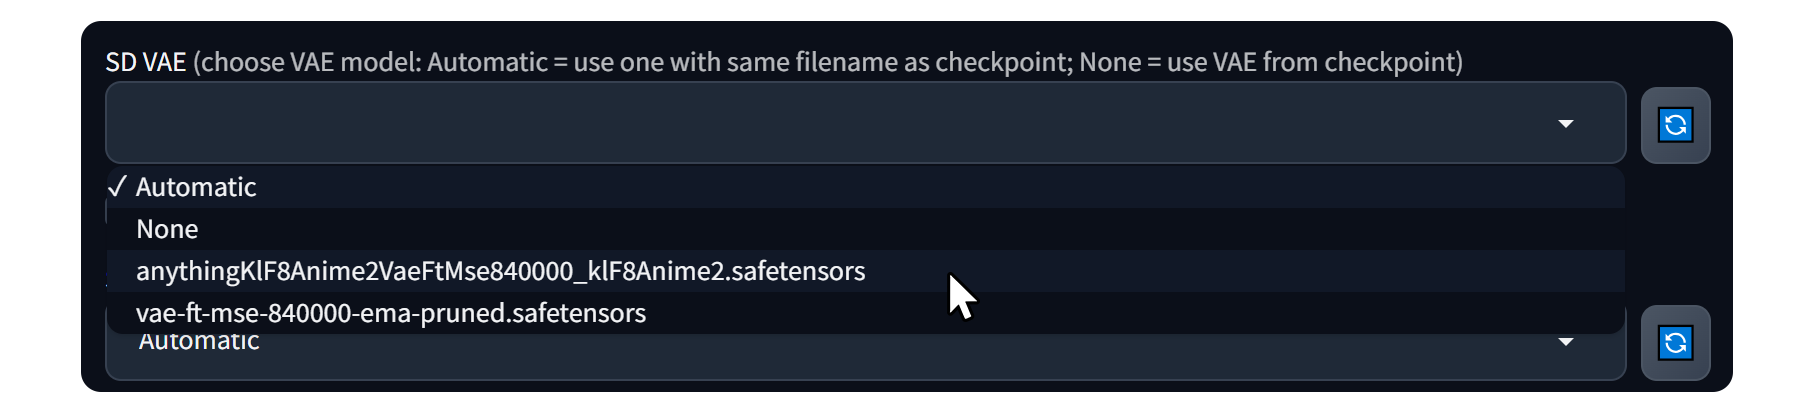 SD VAE (choose VAE model: Automatic = use one with same filename as checkpoint; None = use VAE from checkpoint)
✓ Automatic
None
anythingKlF8Anime2VaeFtMse840000_klF8Anime2.safetensors
vae-ft-mse-840000-ema-pruned.safetensors
Automatic